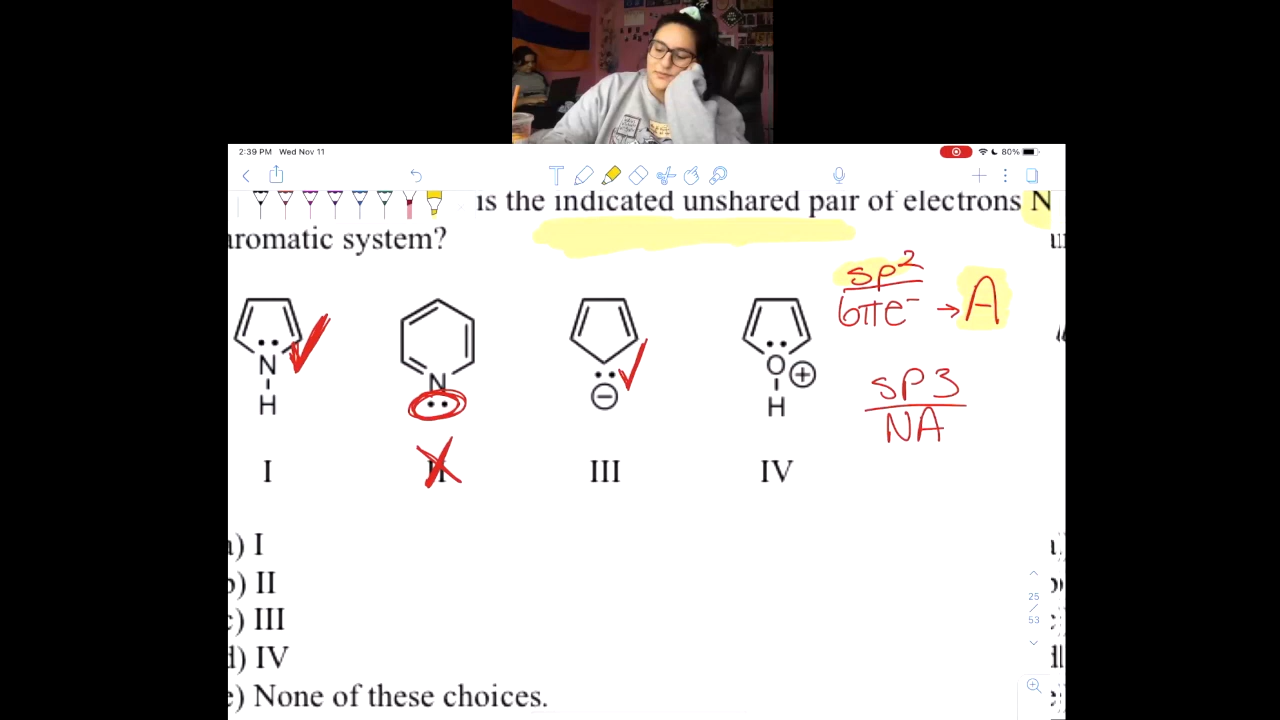 2:39 PM Wed Nov 11
80%
is the indicated unshared pair of electrons N
aromatic system?
sp2
6πe- → A
sp3
NA
N
H
N
O
H
I
II
III
IV
a) I
b) II
c) III
d) IV
e) None of these choices.
25
/
53